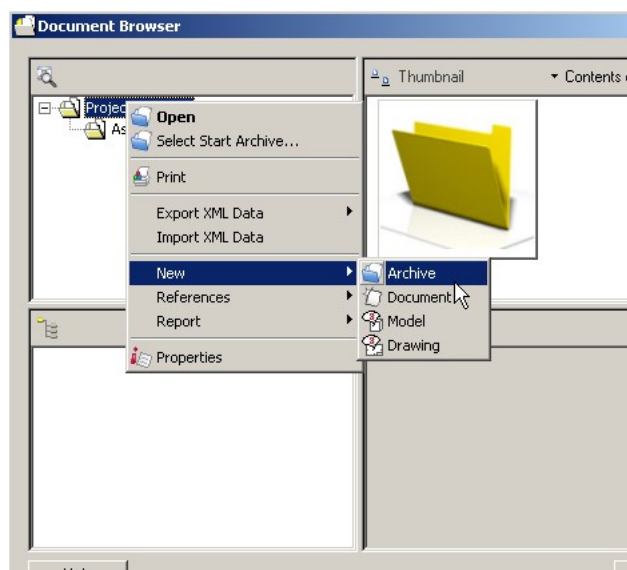 Document Browser
Thumbnail
Contents
Open
Select Start Archive...
Print
Export XML Data
Import XML Data
New
References
Report
Properties
Archive
Document
Model
Drawing